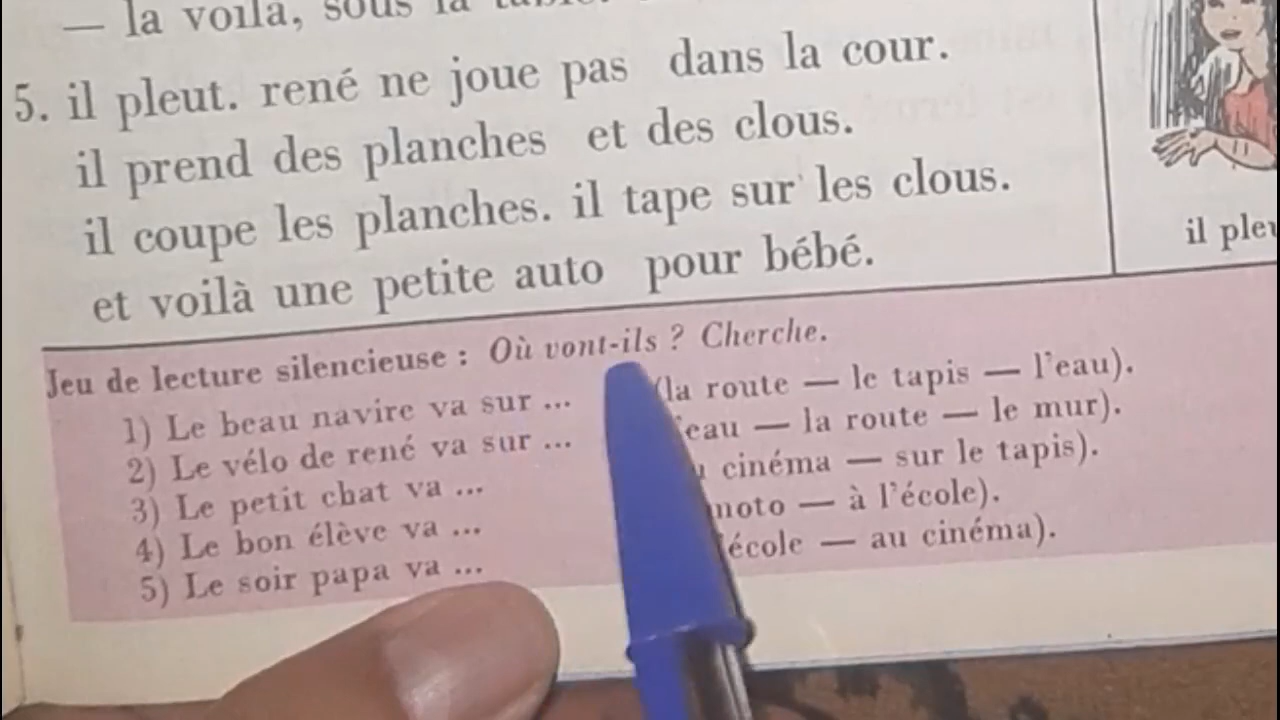 — la voilà, sous la
5. il pleut. rené ne joue pas dans la cour.
il prend des planches et des clous.
il coupe les planches. il tape sur les clous.
et voilà une petite auto pour bébé.
il
Jeu de lecture silencieuse : Où vont-ils ? Cherche.
1) Le beau navire va sur ... (la route — le tapis — l'eau).
2) Le vélo de rené va sur ... eau — la route — le mur).
3) Le petit chat va ... cinéma — sur le tapis).
4) Le bon élève va ... moto — à l'école).
5) Le soir papa va ... école — au cinéma).